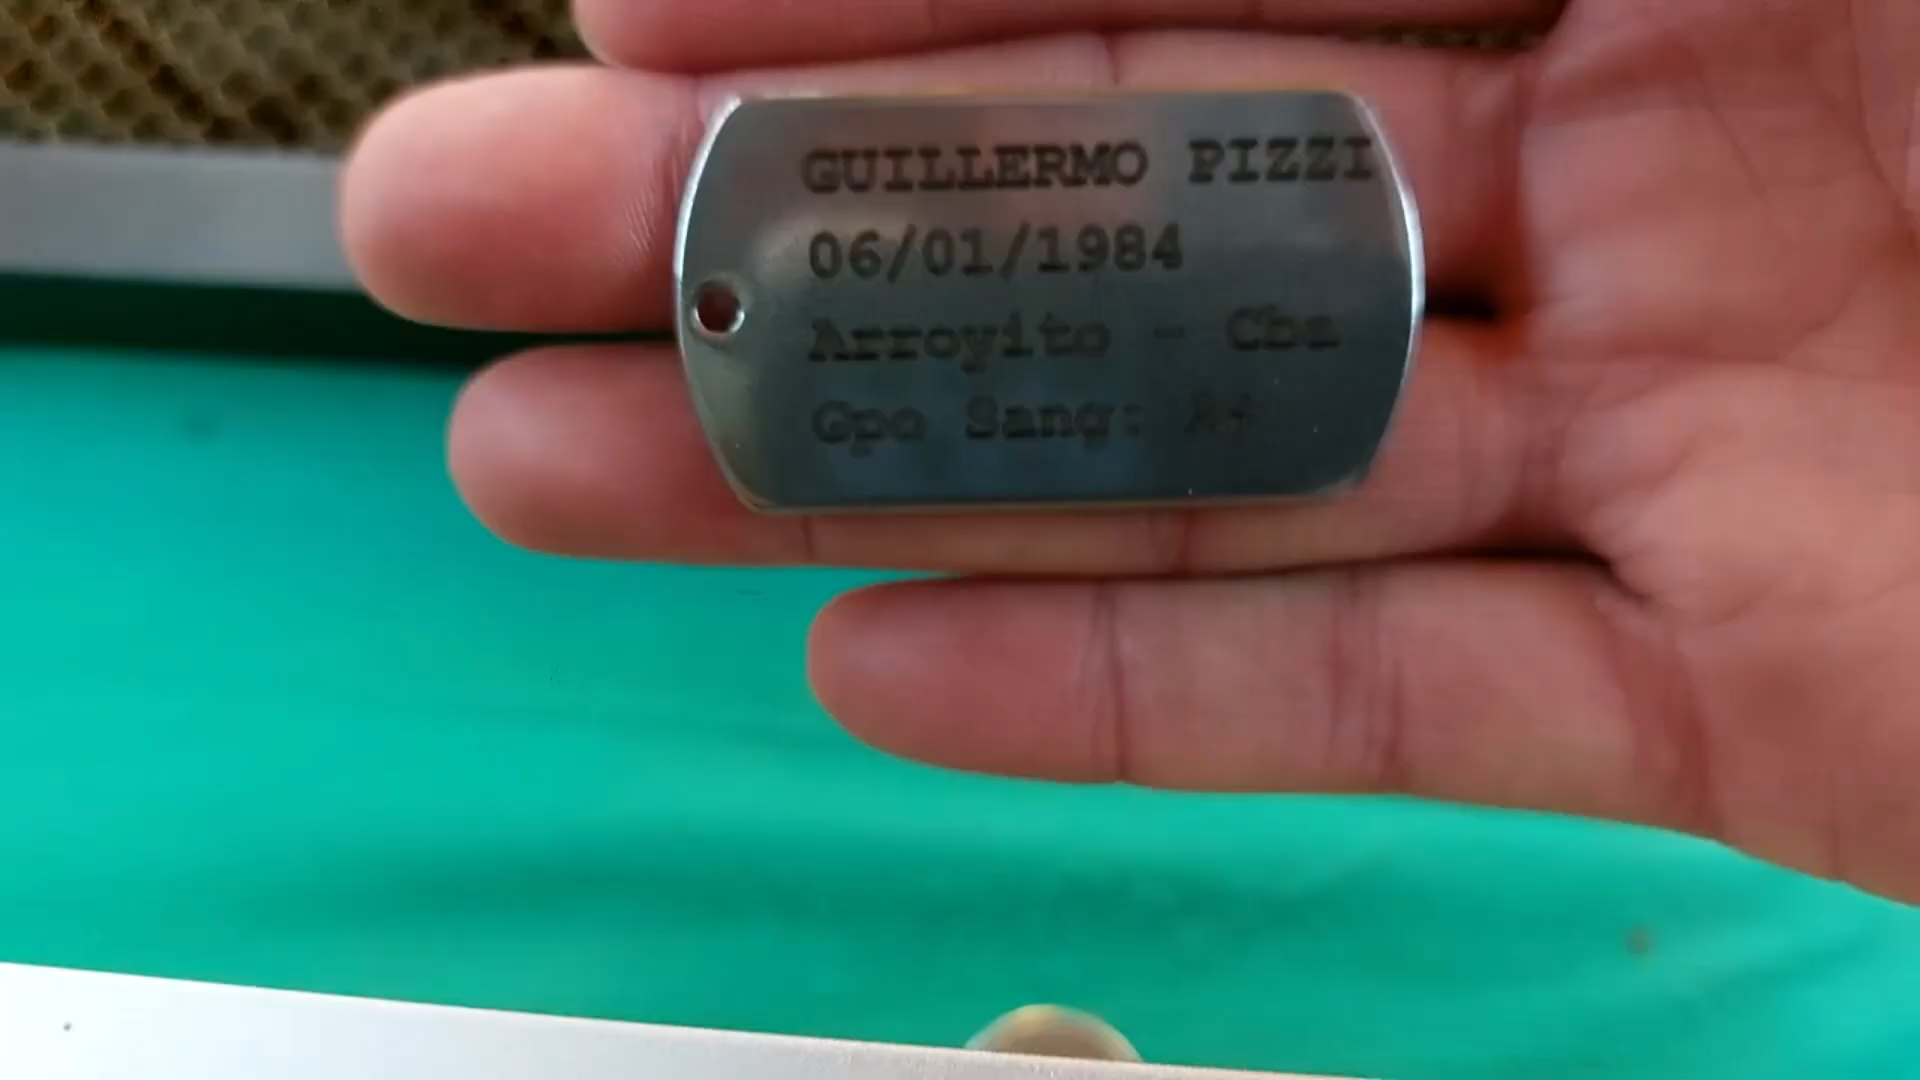 GUILLERMO PIZZI
06/01/1984
Arroyito - Cba
Gpo Sang: A+